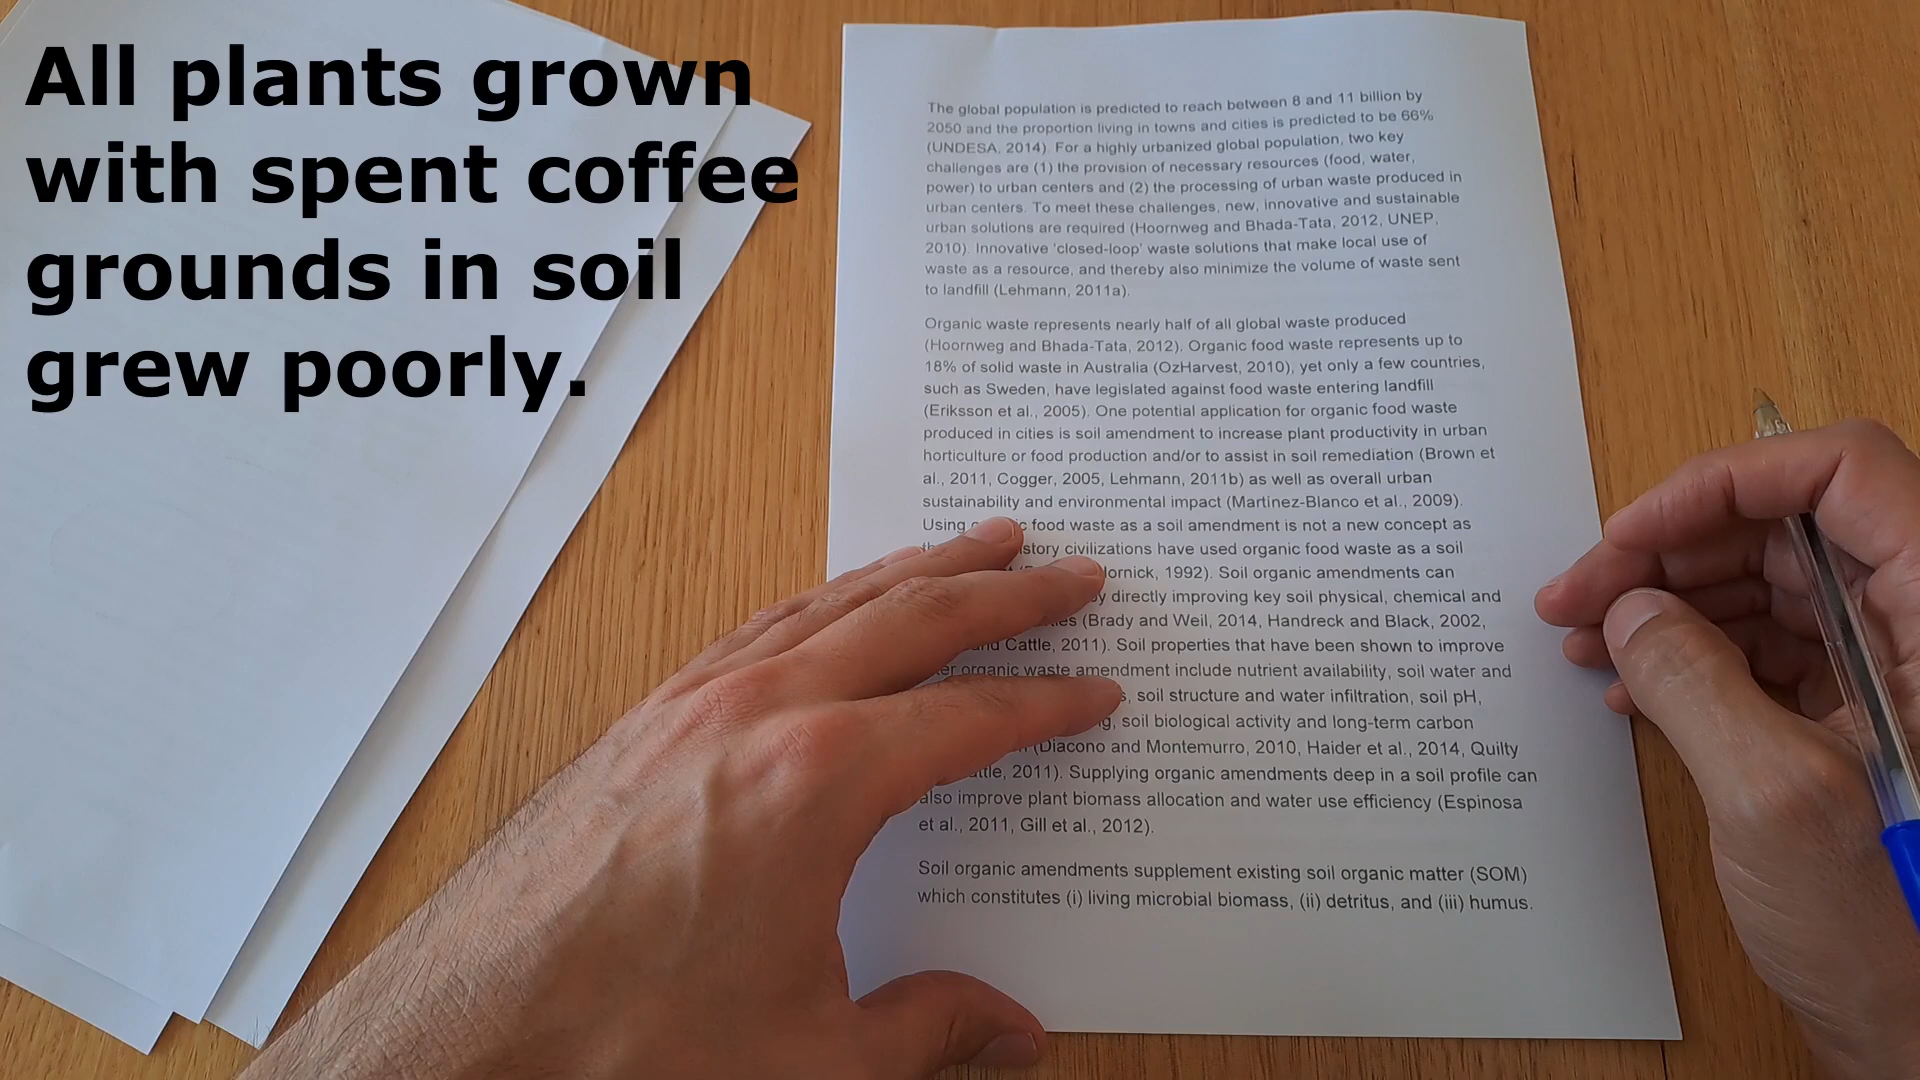 All plants grown
with spent coffee
grounds in soil
grew poorly.
The global population is predicted to reach between 8 and 11 billion by
2050 and the proportion living in towns and cities is predicted to be 66%
(UNDESA, 2014). For a highly urbanized global population, two key
challenges are (1) the provision of necessary resources (food, water,
power) to urban centers and (2) the processing of urban waste produced in
urban centers. To meet these challenges, new, innovative and sustainable
urban solutions are required (Hoornweg and Bhada-Tata, 2012, UNEP,
2010). Innovative 'closed-loop' waste solutions that make local use of
waste as a resource, and thereby also minimize the volume of waste sent
to landfill (Lehmann, 2011a).
Organic waste represents nearly half of all global waste produced
(Hoornweg and Bhada-Tata, 2012). Organic food waste represents up to
18% of solid waste in Australia (OzHarvest, 2010), yet only a few countries,
such as Sweden, have legislated against food waste entering landfill
(Eriksson et al., 2005). One potential application for organic food waste
produced in cities is soil amendment to increase plant productivity in urban
horticulture or food production and/or to assist in soil remediation (Brown et
al., 2011, Cogger, 2005, Lehmann, 2011b) as well as overall urban
sustainability and environmental impact (Martínez-Blanco et al., 2009).
Using food waste as a soil amendment is not a new concept as
civilizations have used organic food waste as a soil
1992). Soil organic amendments can
directly improving key soil physical, chemical and
(Brady and Weil, 2014, Handreck and Black, 2002,
Cattle, 2011). Soil properties that have been shown to improve
organic waste amendment include nutrient availability, soil water and
soil structure and water infiltration, soil pH,
soil biological activity and long-term carbon
(Diacono and Montemurro, 2010, Haider et al., 2014, Quilty
2011). Supplying organic amendments deep in a soil profile can
also improve plant biomass allocation and water use efficiency (Espinosa
et al., 2011, Gill et al., 2012).
Soil organic amendments supplement existing soil organic matter (SOM)
which constitutes (i) living microbial biomass, (ii) detritus, and (iii) humus.